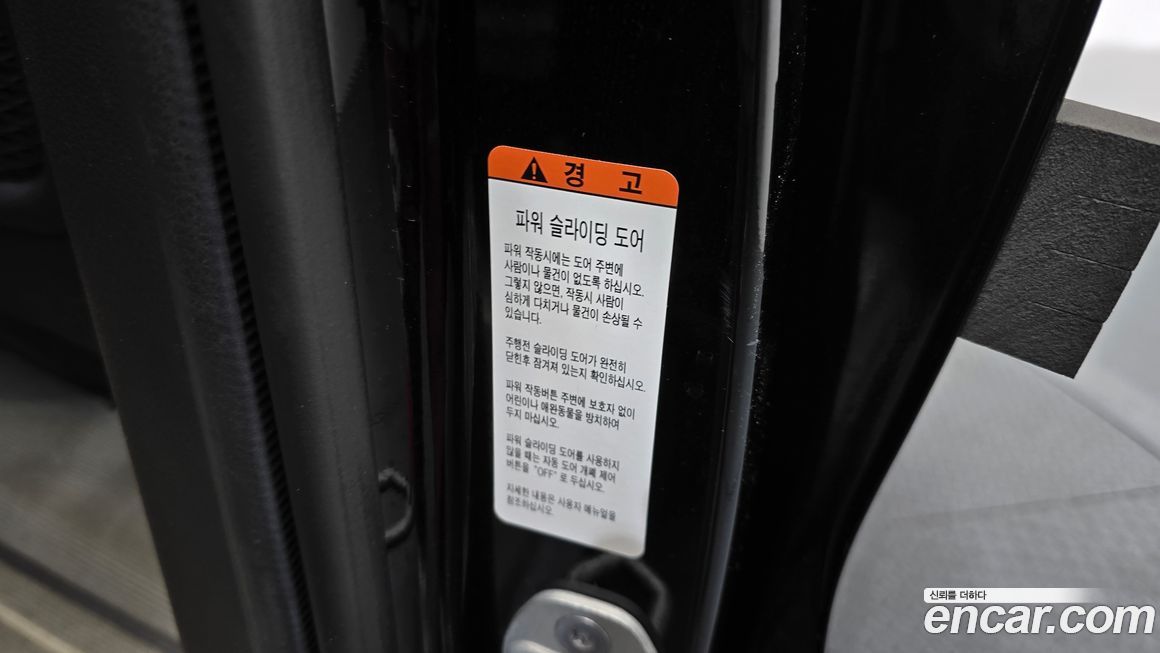 경 고
파워 슬라이딩 도어
파워 작동시에는 도어 주변에
사람이나 물건이 없도록 하십시오.
그렇지 않으면, 작동시 사람이
심하게 다치거나 물건이 손상될 수
있습니다.
주행전 슬라이딩 도어가 완전히
닫힌후 잠겨져 있는지 확인하십시오.
파워 작동버튼 주변에 보호자 없이
어린이나 애완동물을 방치하여
두지 마십시오.
파워 슬라이딩 도어를 사용하지
않을 때는 자동 도어 개폐 제어
버튼을 "OFF" 로 두십시오.
자세한 내용은 사용자 메뉴얼을
참조하십시오.
신뢰를 더하다
encar.com